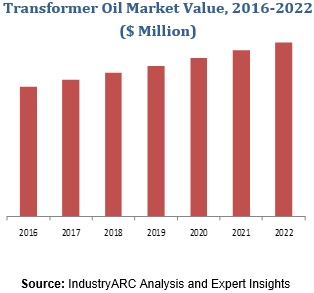 Transformer Oil Market Value, 2016-2022
($ Million)
2016 2017 2018 2019 2020 2021 2022
Source: IndustryARC Analysis and Expert Insights